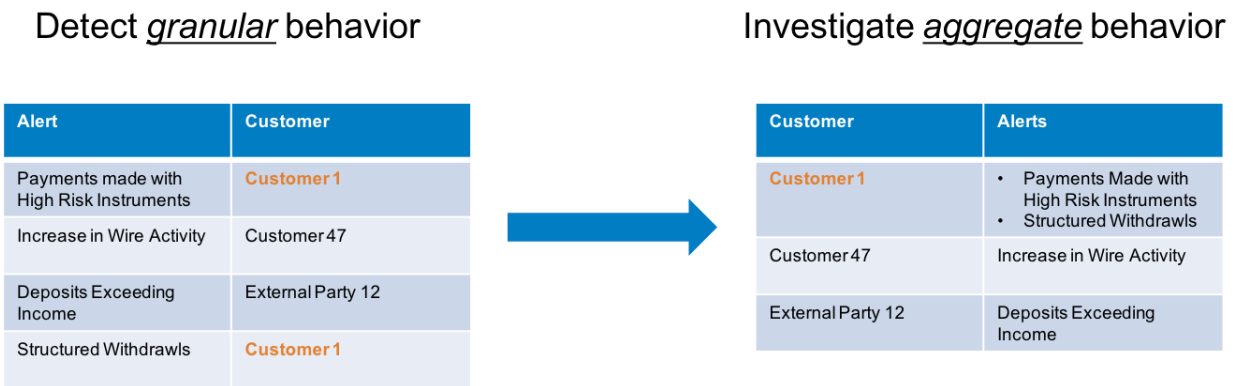 Detect granular behavior
Investigate aggregate behavior
Alert
Customer
Payments made with
High Risk Instruments
Customer 1
Increase in Wire Activity
Customer 47
Deposits Exceeding
Income
External Party 12
Structured Withdrawls
Customer 1
Customer
Alerts
Customer 1
• Payments Made with
High Risk Instruments
• Structured Withdrawls
Customer 47
Increase in Wire Activity
External Party 12
Deposits Exceeding
Income